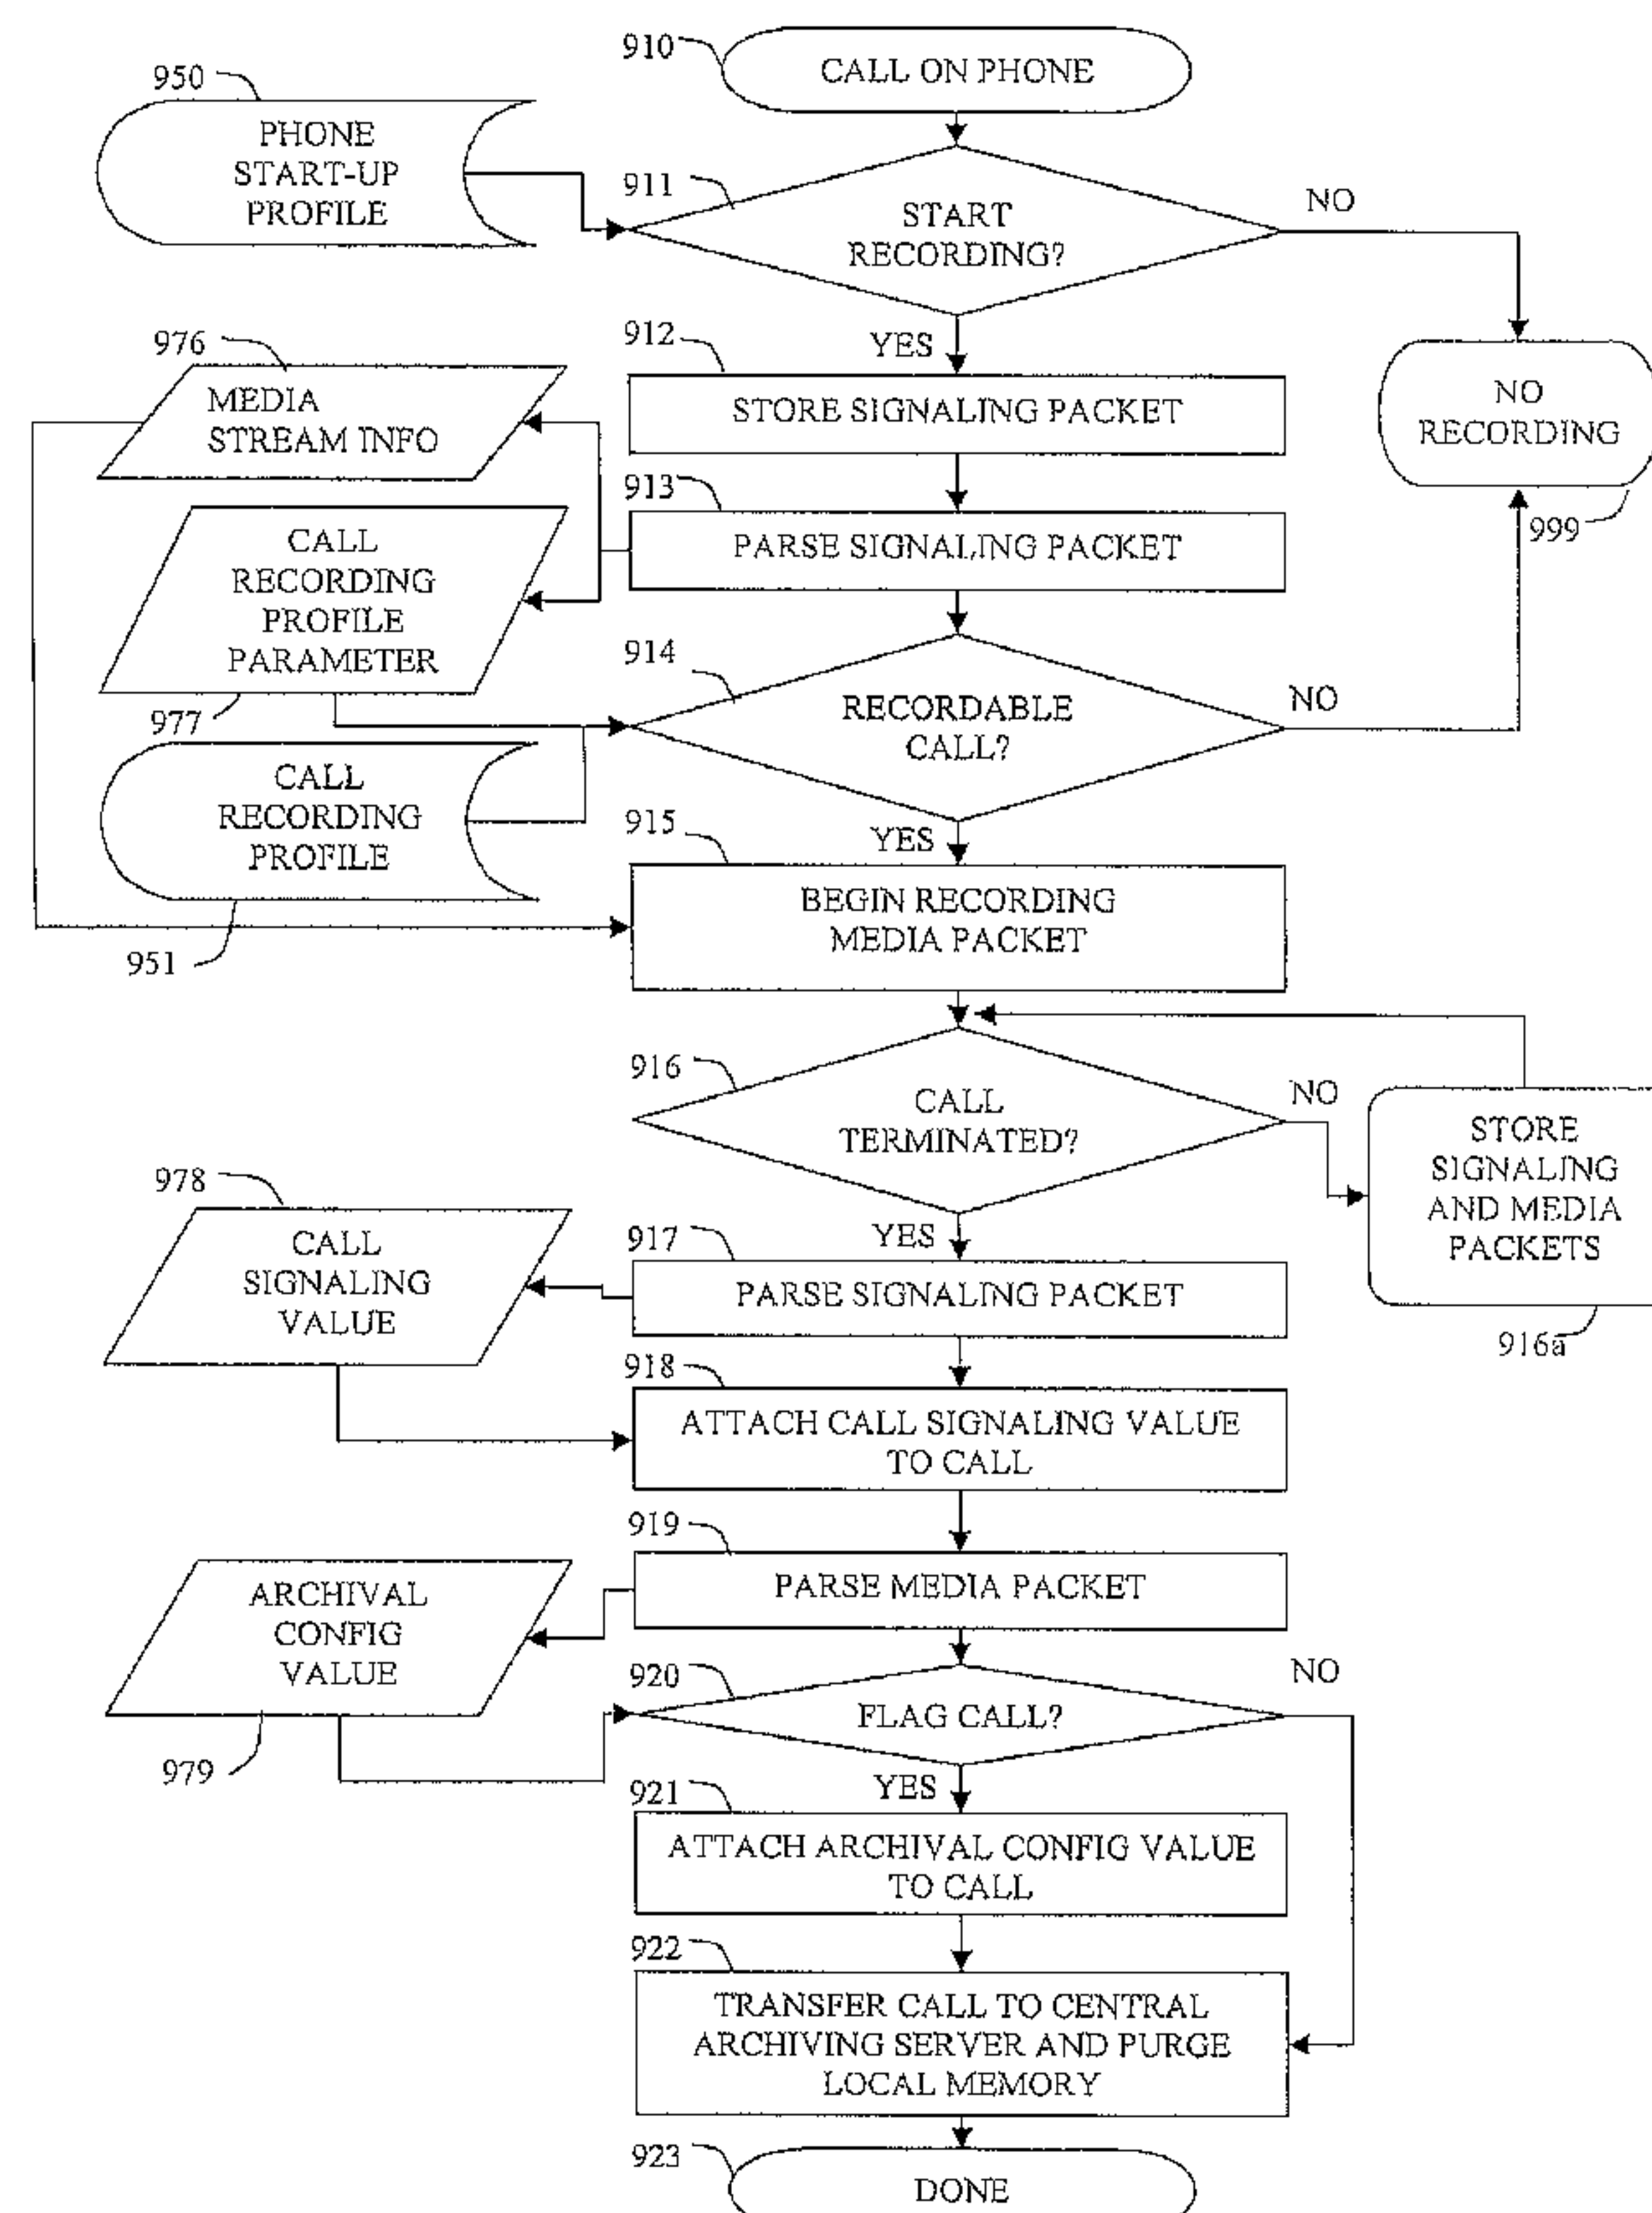 910
CALL ON PHONE
950
PHONE
START-UP
PROFILE
911
START
RECORDING?
NO
YES
976
MEDIA
STREAM INFO
912
STORE SIGNALING PACKET
NO
RECORDING
999
913
PARSE SIGNALING PACKET
CALL
RECORDING
PROFILE
PARAMETER
977
914
RECORDABLE
CALL?
NO
YES
CALL
RECORDING
PROFILE
951
915
BEGIN RECORDING
MEDIA PACKET
916
CALL
TERMINATED?
NO
YES
STORE
SIGNALING
AND MEDIA
PACKETS
916a
978
CALL
SIGNALING
VALUE
917
PARSE SIGNALING PACKET
918
ATTACH CALL SIGNALING VALUE
TO CALL
919
PARSE MEDIA PACKET
ARCHIVAL
CONFIG
VALUE
979
920
FLAG CALL?
NO
YES
921
ATTACH ARCHIVAL CONFIG VALUE
TO CALL
922
TRANSFER CALL TO CENTRAL
ARCHIVING SERVER AND PURGE
LOCAL MEMORY
923
DONE